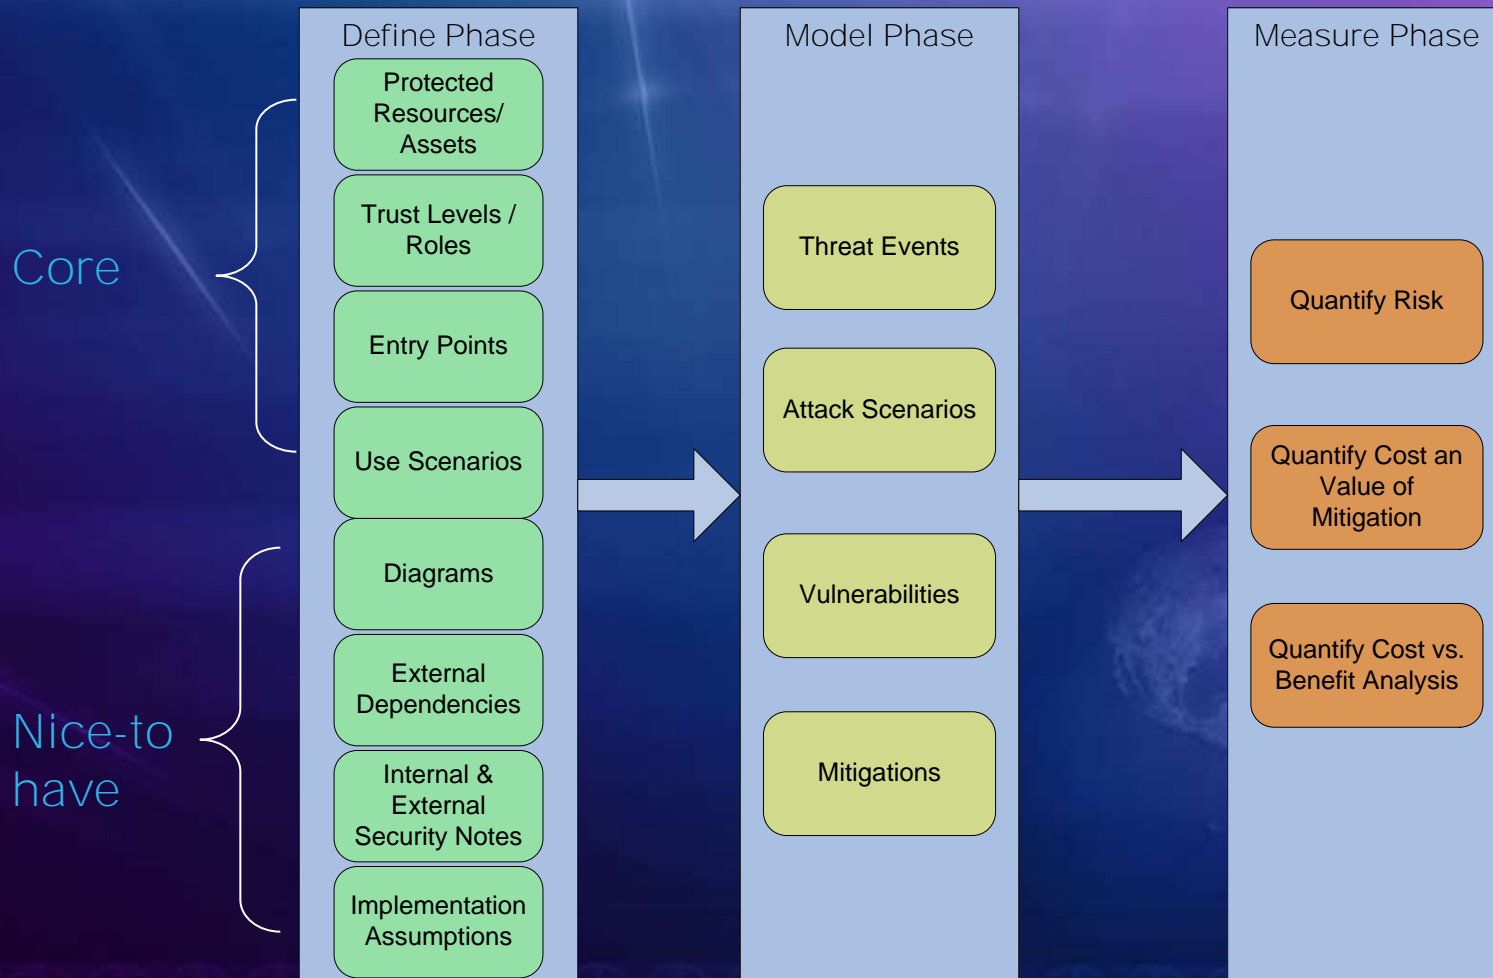 Define Phase
Protected
Resources/
Assets
Trust Levels /
Roles
Entry Points
Use Scenarios
Diagrams
External
Dependencies
Internal &
External
Security Notes
Implementation
Assumptions
Core
Nice-to
have
Model Phase
Threat Events
Attack Scenarios
Vulnerabilities
Mitigations
Measure Phase
Quantify Risk
Quantify Cost an
Value of
Mitigation
Quantify Cost vs.
Benefit Analysis